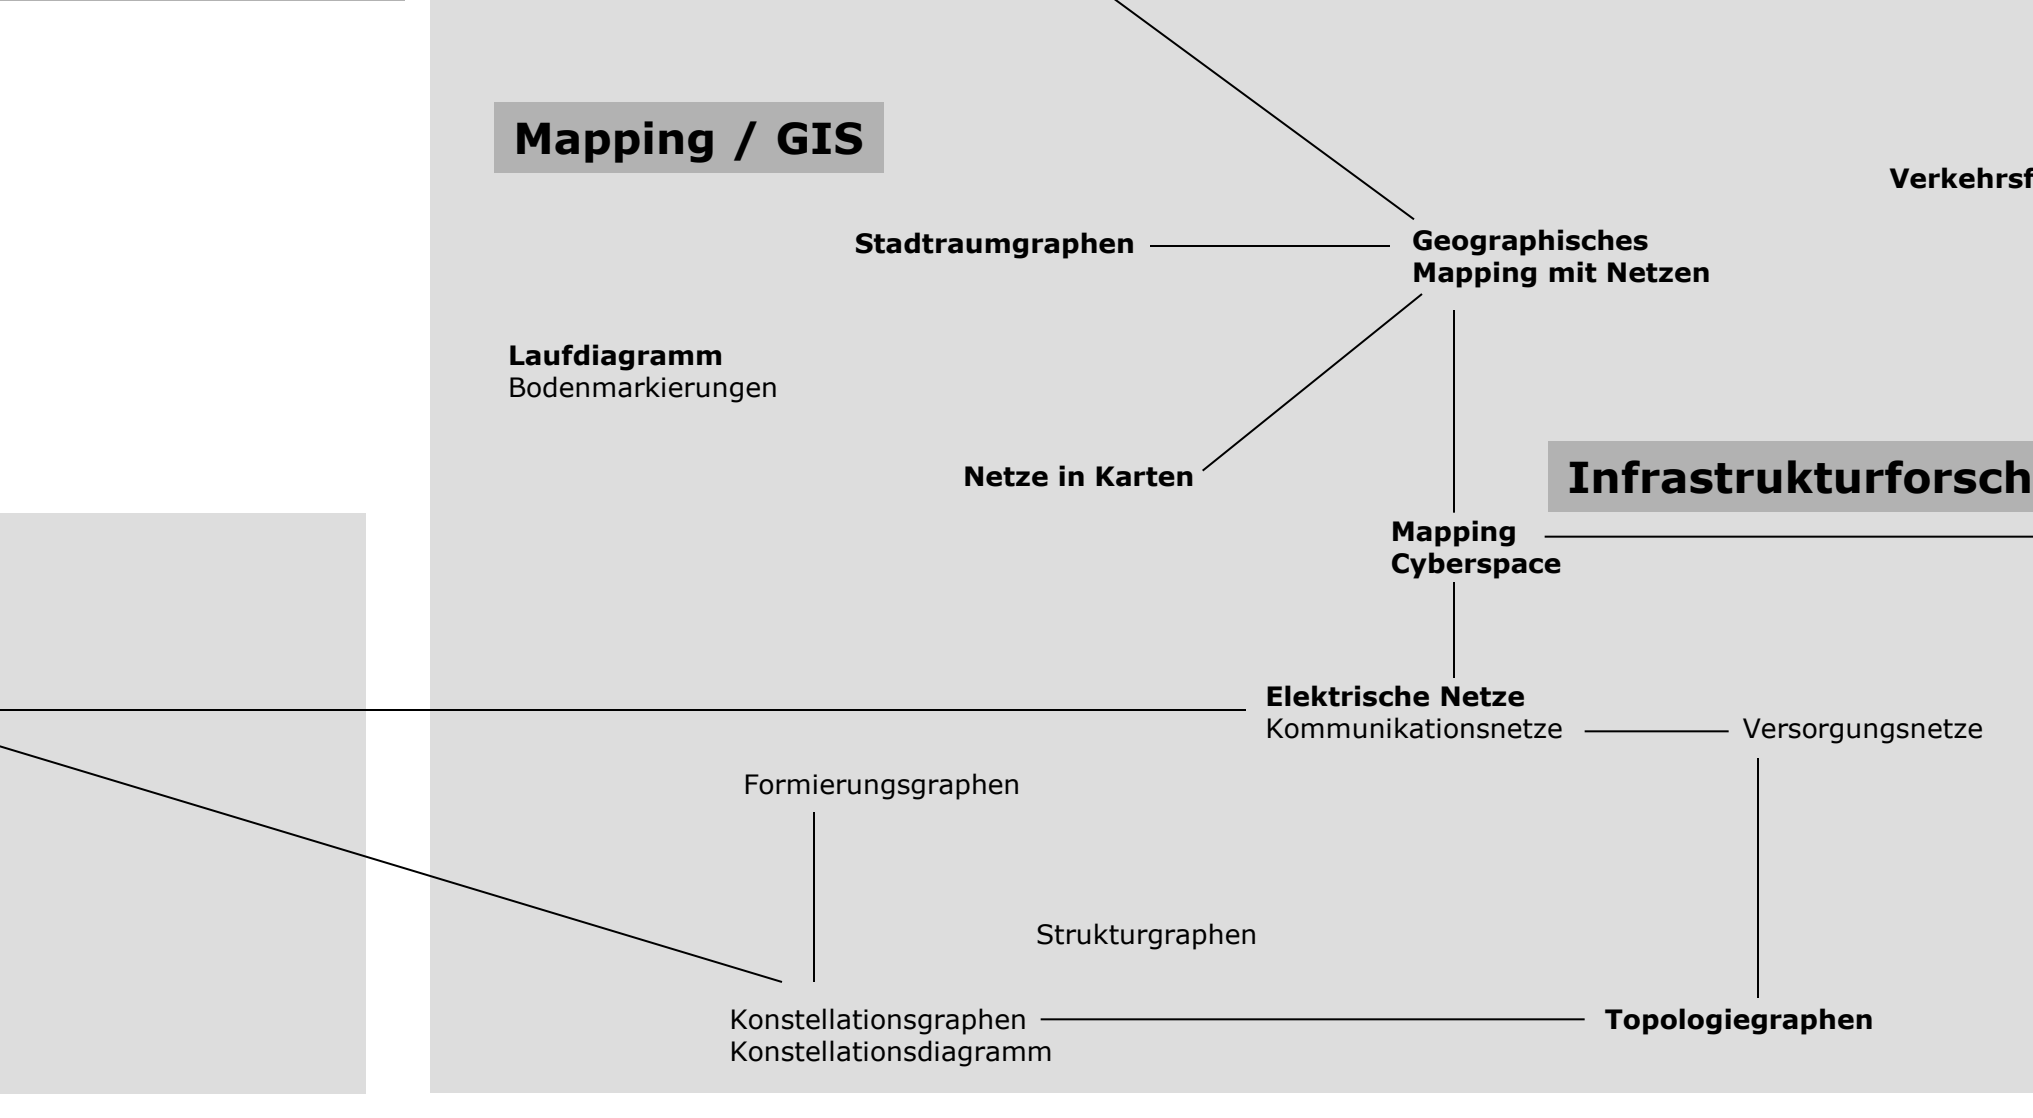 Mapping / GIS
Verkehrsf
Stadtraumgraphen
Geographisches
Mapping mit Netzen
Laufdiagramm
Bodenmarkierungen
Netze in Karten
Infrastrukturforsch
Mapping
Cyberspace
Elektrische Netze
Kommunikationsnetze
Versorgungsnetze
Formierungsgraphen
Strukturgraphen
Konstellationsgraphen
Konstellationsdiagramm
Topologiegraphen